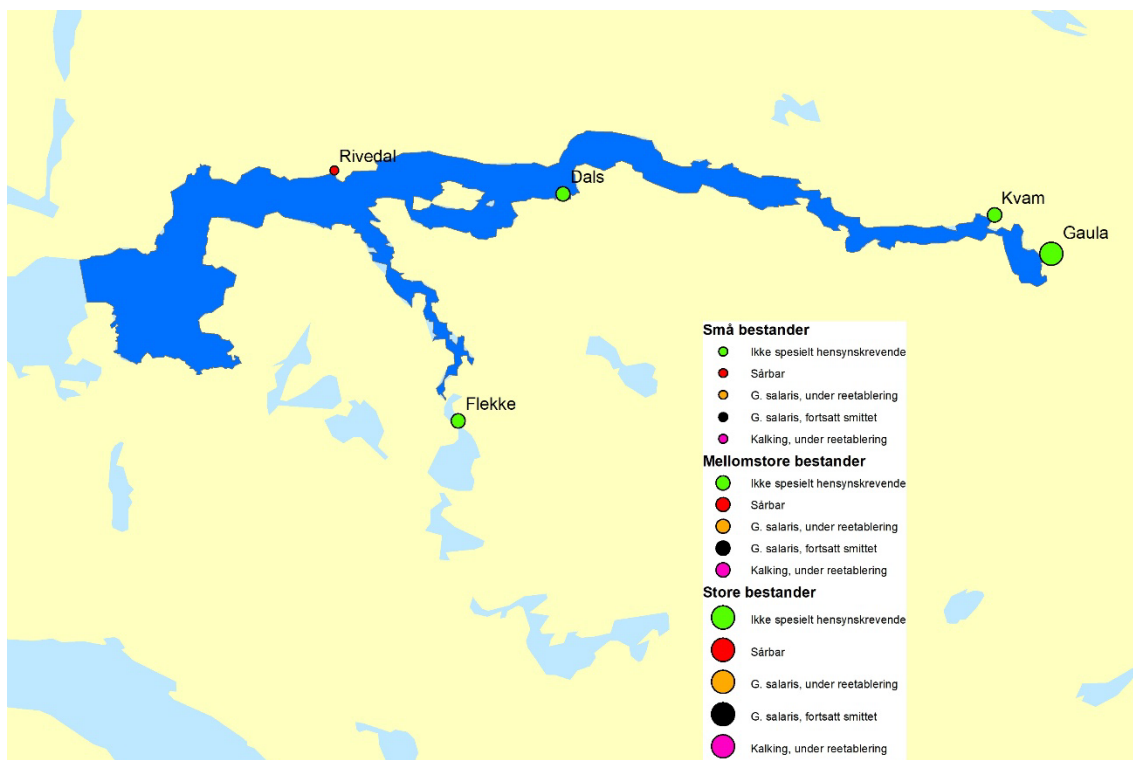 Rivedal
Dals
Kvam
Gaula
Flekke
Små bestander
Ikke spesielt hensynskrevende
Sårbar
G. salaris, under reetablering
G. salaris, fortsatt smittet
Kalking, under reetablering
Mellomstore bestander
Ikke spesielt hensynskrevende
Sårbar
G. salaris, under reetablering
G. salaris, fortsatt smittet
Kalking, under reetablering
Store bestander
Ikke spesielt hensynskrevende
Sårbar
G. salaris, under reetablering
G. salaris, fortsatt smittet
Kalking, under reetablering